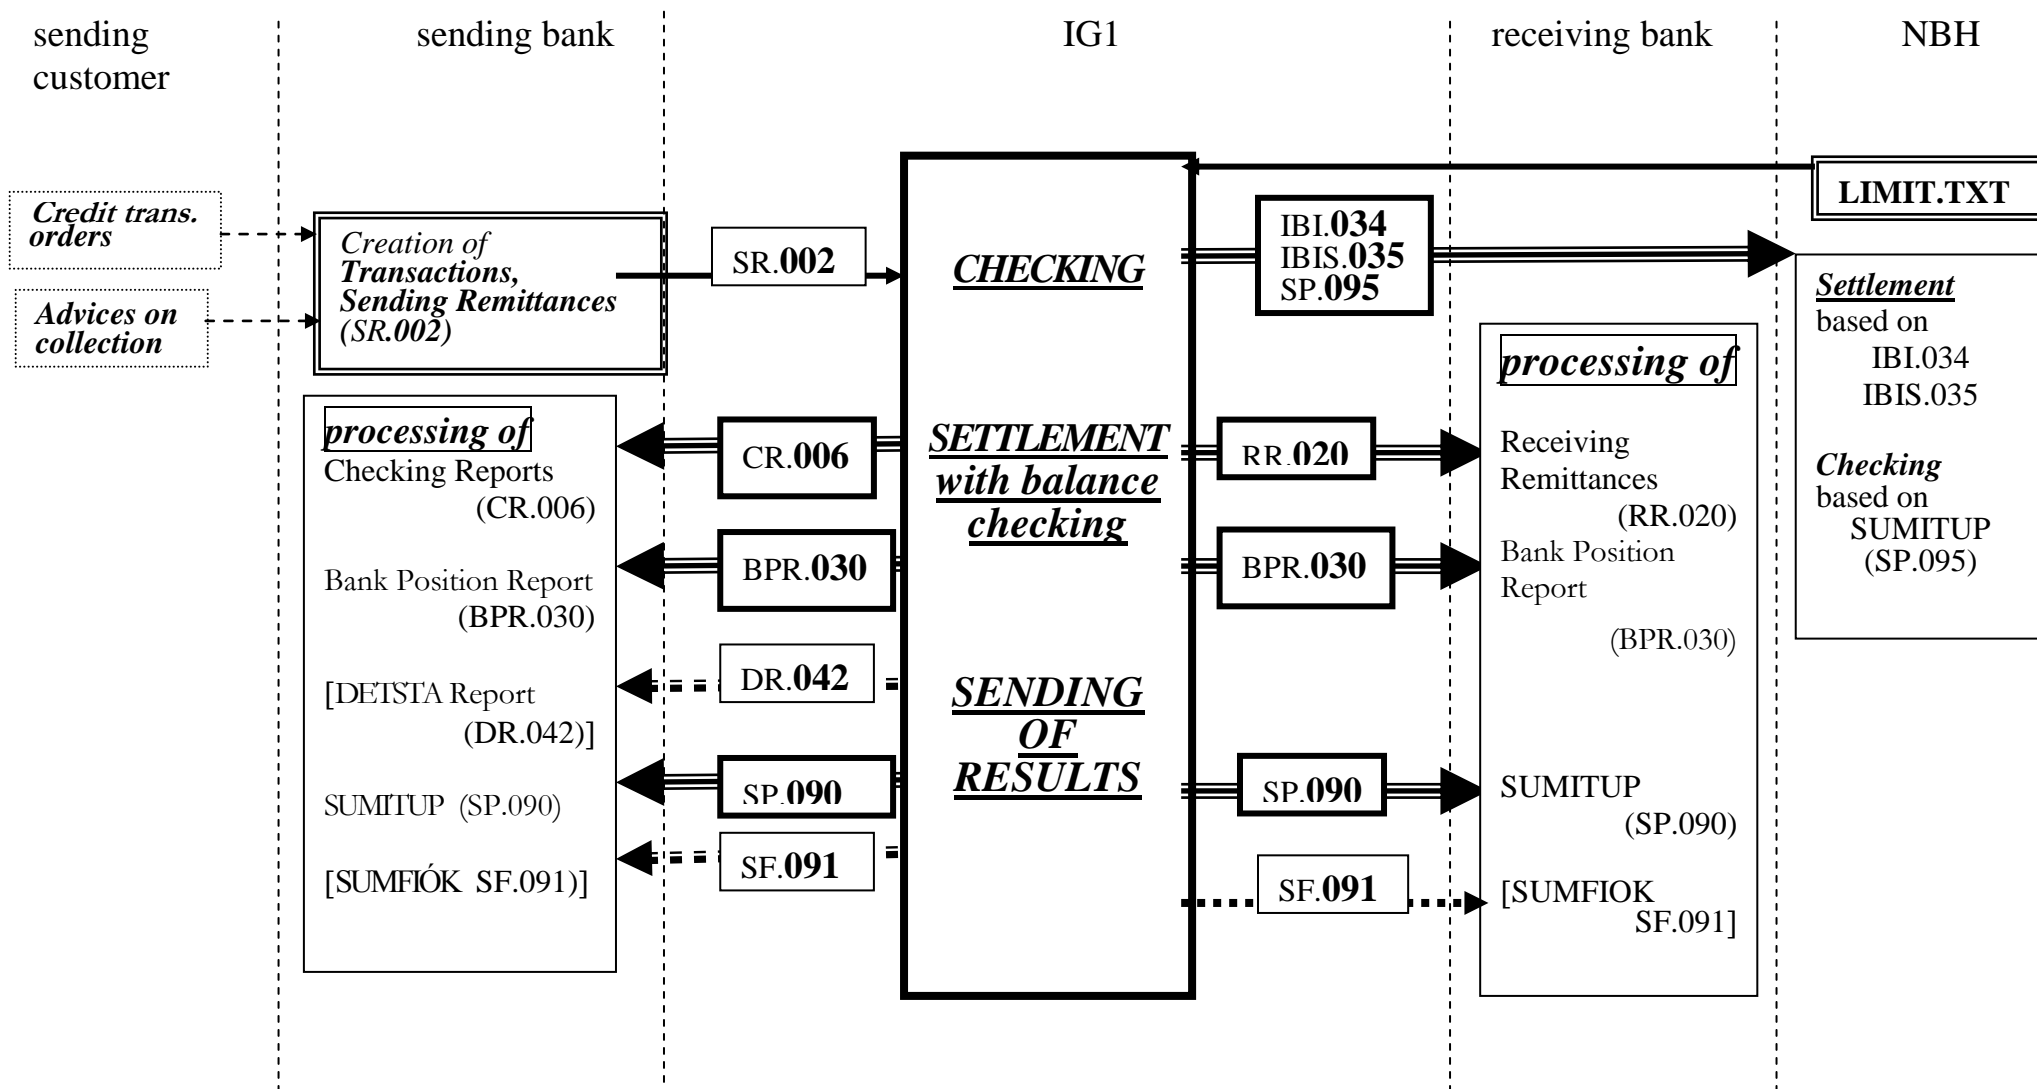 sending
customer
sending bank
IG1
receiving bank
NBH
Credit trans.
orders
Advices on
collection
Creation of
Transactions,
Sending Remittances
(SR.002)
SR.002
processing of
Checking Reports
(CR.006)
Bank Position Report
(BPR.030)
[DETSTA Report
(DR.042)]
SUMITUP (SP.090)
[SUMFIÓK SF.091)]
CR.006
BPR.030
DR.042
SP.090
SF.091
CHECKING
SETTLEMENT
with balance
checking
SENDING
OF
RESULTS
IBI.034
IBIS.035
SP.095
RR.020
BPR.030
SP.090
SF.091
processing of
Receiving
Remittances
(RR.020)
Bank Position
Report
(BPR.030)
SUMITUP
(SP.090)
[SUMFIOK
SF.091]
LIMIT.TXT
Settlement
based on
IBI.034
IBIS.035
Checking
based on
SUMITUP
(SP.095)